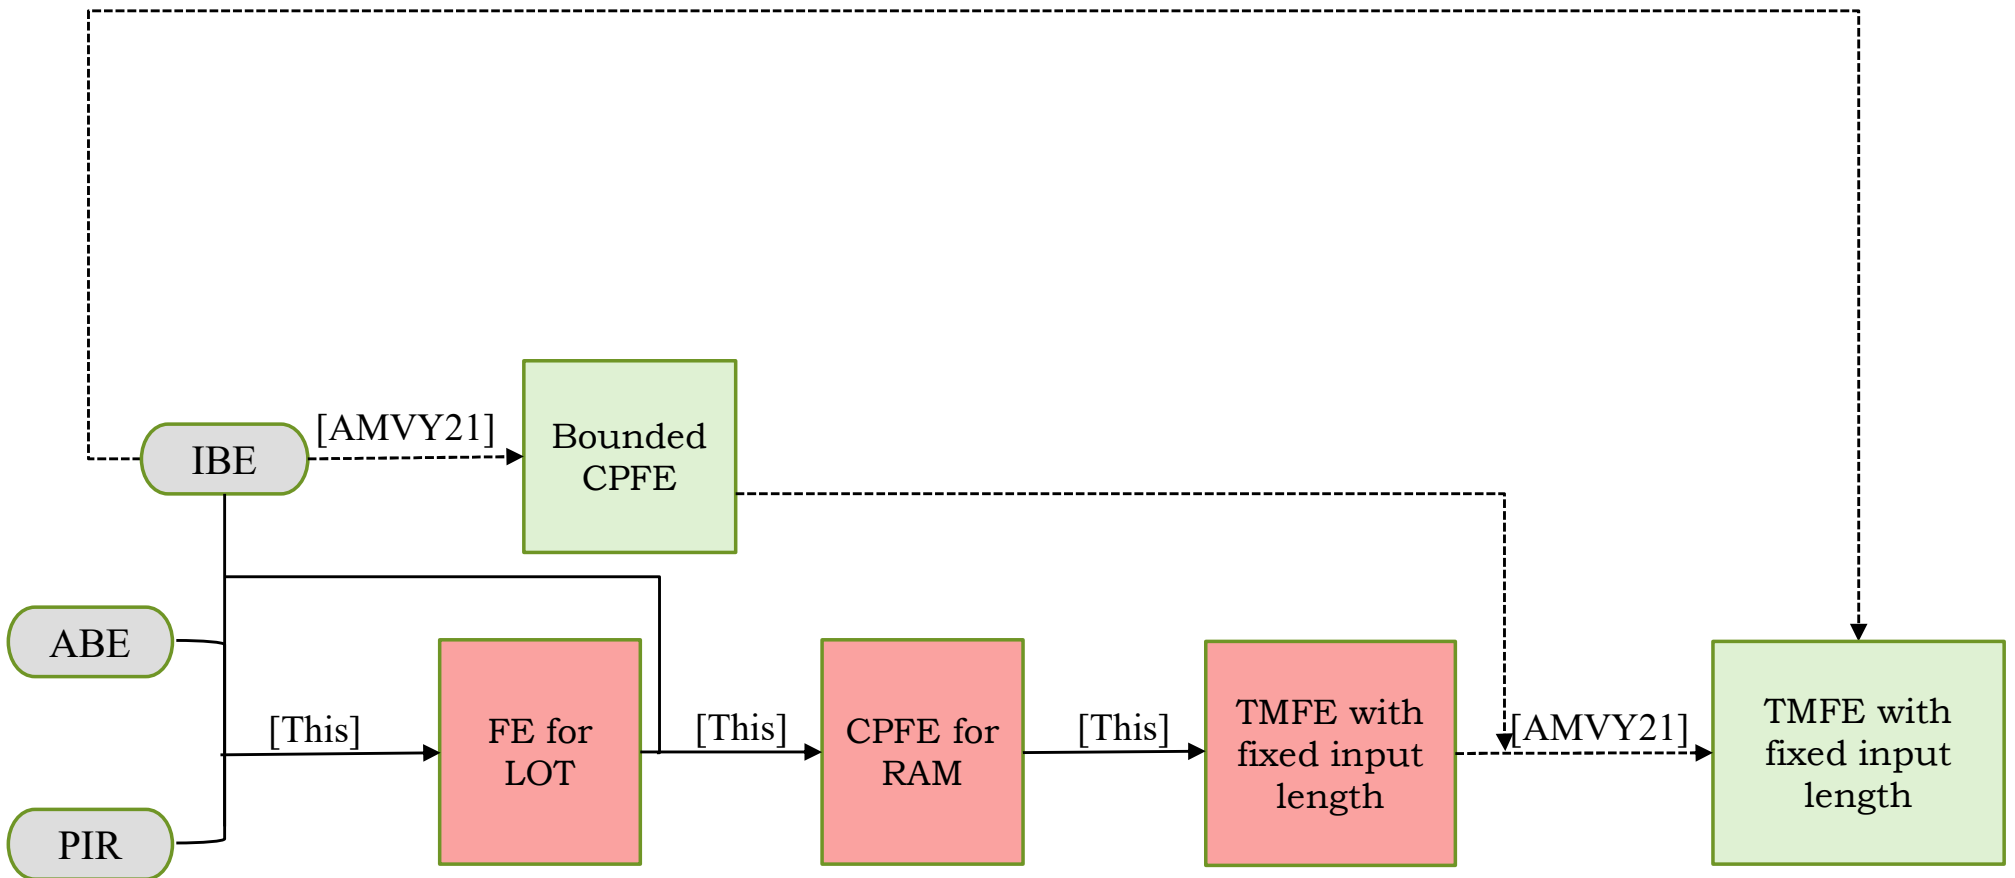 [AMVY21]
IBE
Bounded
CPFE
ABE
[This]
FE for
LOT
[This]
CPFE for
RAM
[This]
TMFE with
fixed input
length
[AMVY21]
TMFE with
fixed input
length
PIR